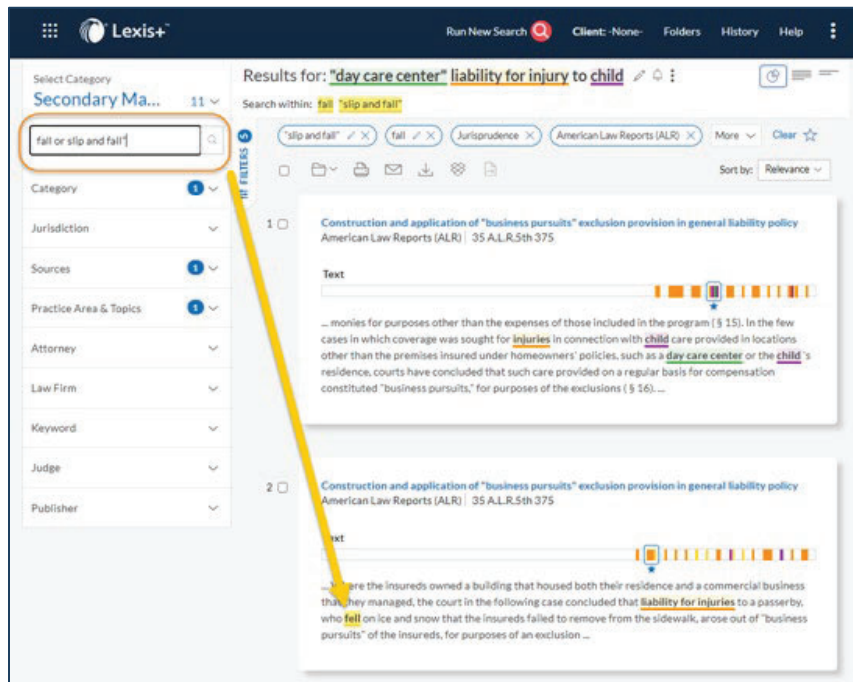 Lexis+
Run New Search
Client: -None-
Folders
History
Help
Select Category
Secondary Ma...
11
fall or slip and fall"
Category
1
Jurisdiction
Sources
1
Practice Area & Topics
1
Attorney
Law Firm
Keyword
Judge
Publisher
5
FILTERS
Results for: "day care center" liability for injury to child
Search within: fall "slip and fall"
"slip and fall" X
fall X
Jurisprudence X
American Law Reports (ALR) X
More
Clear
Sort by: Relevance
1
Construction and application of "business pursuits" exclusion provision in general liability policy
American Law Reports (ALR) | 35 A.L.R.5th 375
Text
... monies for purposes other than the expenses of those included in the program ( § 15). In the few
cases in which coverage was sought for injuries in connection with child care provided in locations
other than the premises insured under homeowners' policies, such as a day care center or the child 's
residence, courts have concluded that such care provided on a regular basis for compensation
constituted "business pursuits," for purposes of the exclusions ( § 16). ...
2
Construction and application of "business pursuits" exclusion provision in general liability policy
American Law Reports (ALR) | 35 A.L.R.5th 375
Text
... Where the insureds owned a building that housed both their residence and a commercial business
that they managed, the court in the following case concluded that liability for injuries to a passerby,
who fell on ice and snow that the insureds failed to remove from the sidewalk, arose out of "business
pursuits" of the insureds, for purposes of an exclusion ...